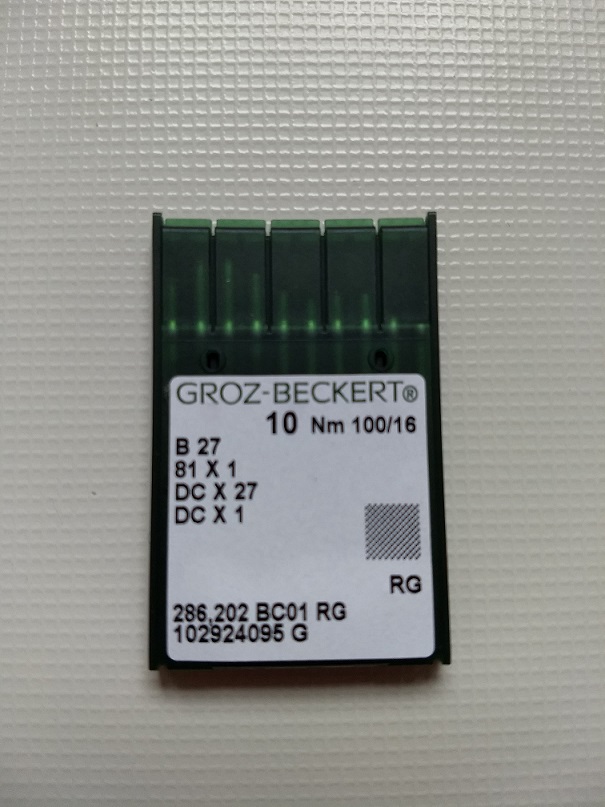 GROZ-BECKERT®
10 Nm 100/16
B 27
81 X 1
DC X 27
DC X 1
RG
286,202 BC01 RG
102924095 G